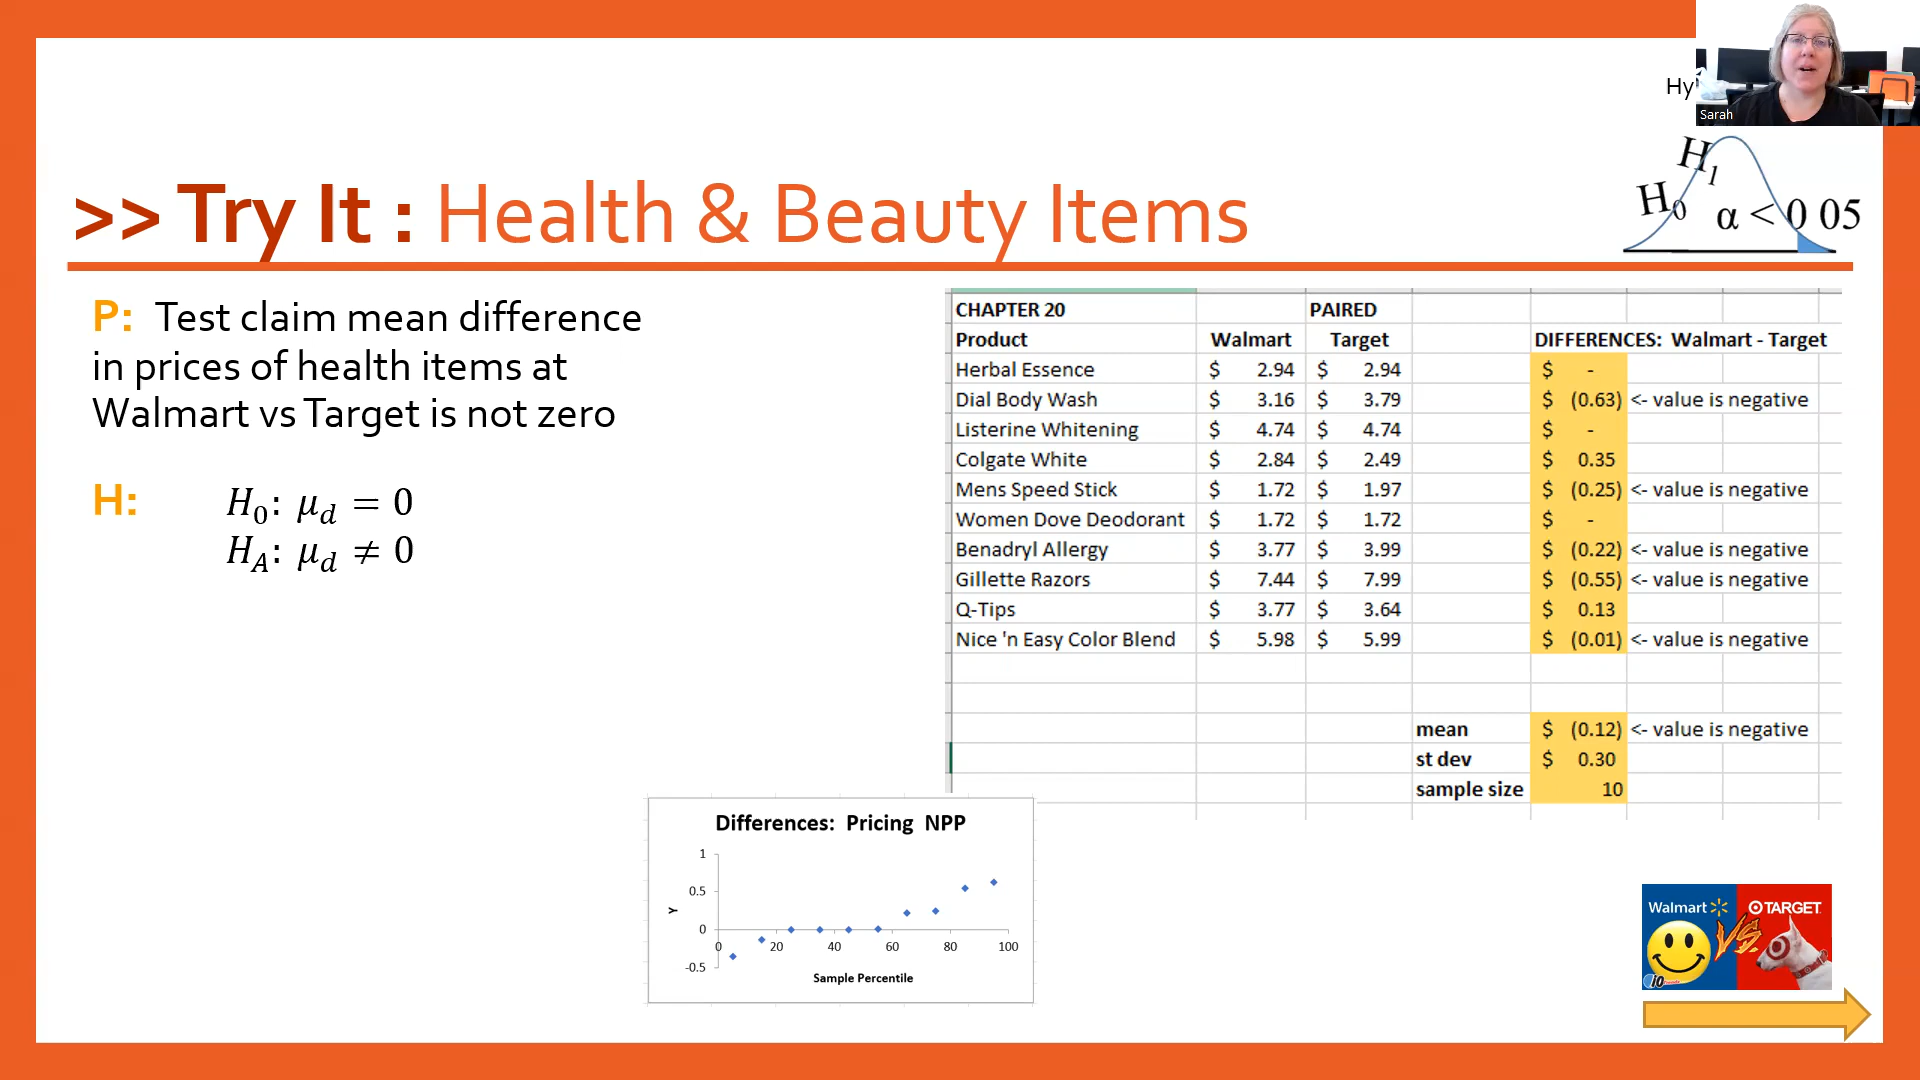 Hy
Sarah
H1
H0 α < 0 05
>> Try It : Health & Beauty Items
P: Test claim mean difference
in prices of health items at
Walmart vs Target is not zero
H: H0: μd = 0
HA: μd ≠ 0
CHAPTER 20 PAIRED
Product Walmart Target DIFFERENCES: Walmart - Target
Herbal Essence $ 2.94 $ 2.94 $ -
Dial Body Wash $ 3.16 $ 3.79 $ (0.63) <- value is negative
Listerine Whitening $ 4.74 $ 4.74 $ -
Colgate White $ 2.84 $ 2.49 $ 0.35
Mens Speed Stick $ 1.72 $ 1.97 $ (0.25) <- value is negative
Women Dove Deodorant $ 1.72 $ 1.72 $ -
Benadryl Allergy $ 3.77 $ 3.99 $ (0.22) <- value is negative
Gillette Razors $ 7.44 $ 7.99 $ (0.55) <- value is negative
Q-Tips $ 3.77 $ 3.64 $ 0.13
Nice 'n Easy Color Blend $ 5.98 $ 5.99 $ (0.01) <- value is negative
mean $ (0.12) <- value is negative
st dev $ 0.30
sample size 10
Differences: Pricing NPP
1
0.5
0
-0.5
Y
0 20 40 60 80 100
Sample Percentile
Walmart TARGET
VS
10